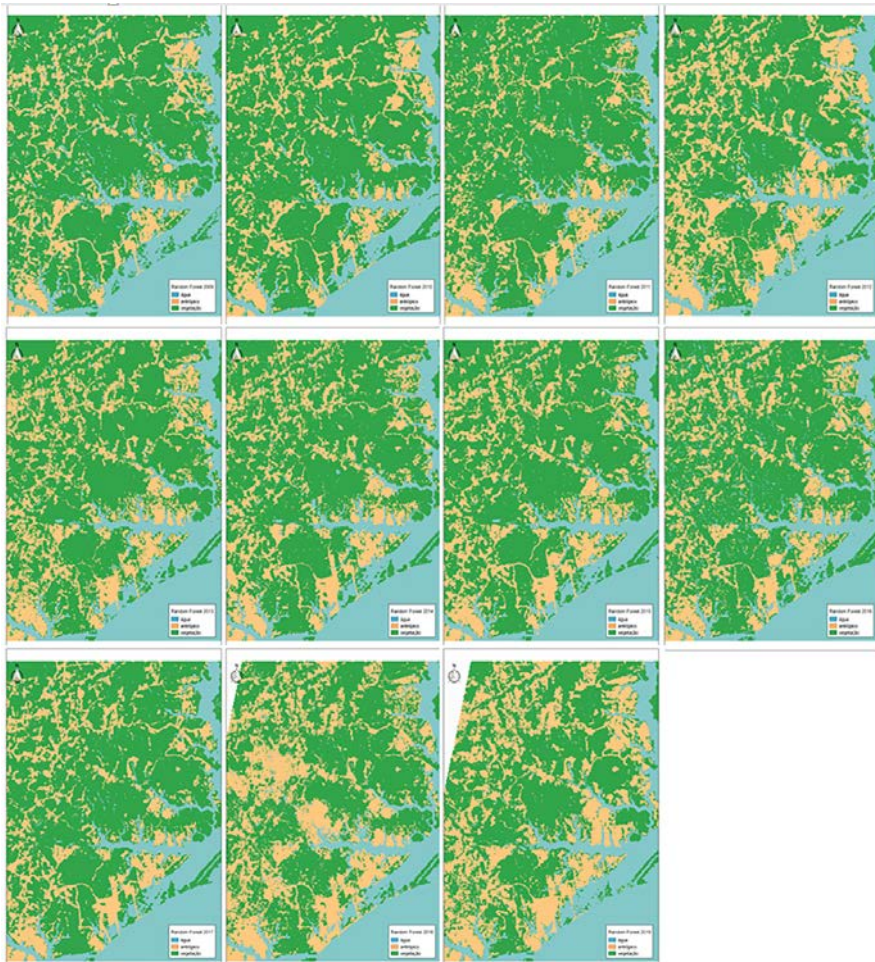 Random Forest 2009
água
antrópico
vegetação
Random Forest 2010
água
antrópico
vegetação
Random Forest 2011
água
antrópico
vegetação
Random Forest 2012
água
antrópico
vegetação
Random Forest 2013
água
antrópico
vegetação
Random Forest 2014
água
antrópico
vegetação
Random Forest 2015
água
antrópico
vegetação
Random Forest 2016
água
antrópico
vegetação
Random Forest 2017
água
antrópico
vegetação
Random Forest 2018
água
antrópico
vegetação
Random Forest 2019
água
antrópico
vegetação